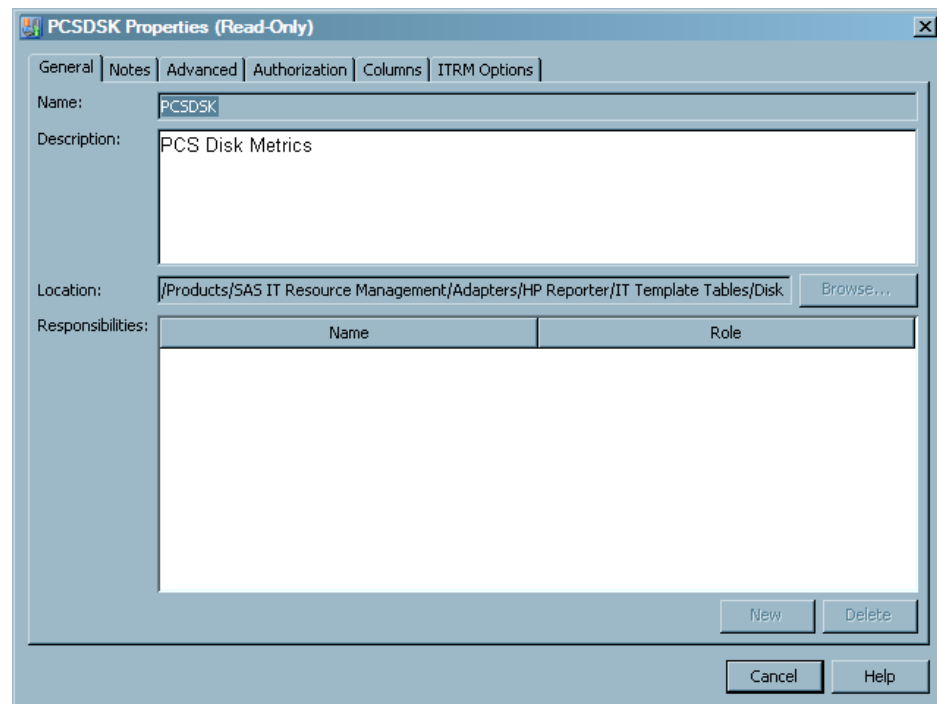 PCSDSK Properties (Read-Only)
General Notes Advanced Authorization Columns ITRM Options
Name: PCSDSK
Description: PCS Disk Metrics
Location: /Products/SAS IT Resource Management/Adapters/HP Reporter/IT Template Tables/Disk Browse...
Responsibilities: Name Role
New Delete
Cancel Help